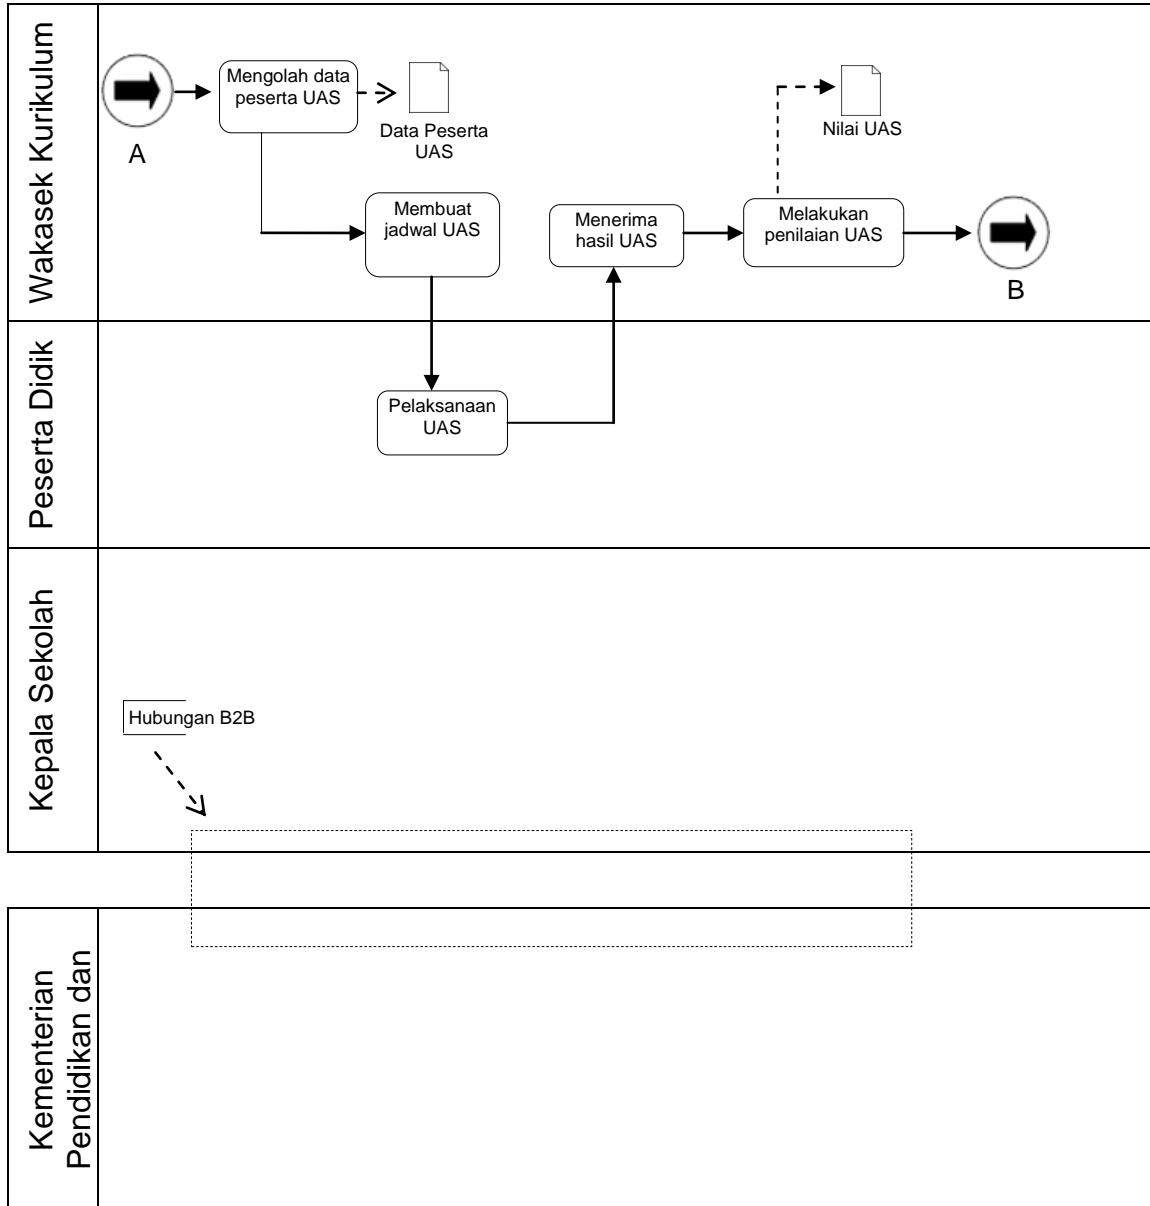 Wakasek Kurikulum
A
Mengolah data
peserta UAS
Data Peserta
UAS
Membuat
jadwal UAS
Menerima
hasil UAS
Melakukan
penilaian UAS
Nilai UAS
B
Peserta Didik
Pelaksanaan
UAS
Kepala Sekolah
Hubungan B2B
Kementerian
Pendidikan dan